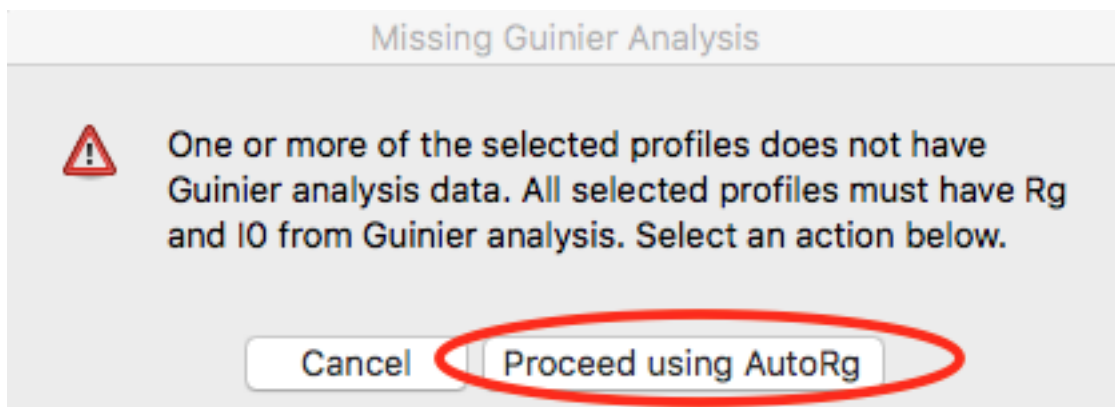 Missing Guinier Analysis
One or more of the selected profiles does not have
Guinier analysis data. All selected profiles must have Rg
and I0 from Guinier analysis. Select an action below.
Cancel
Proceed using AutoRg